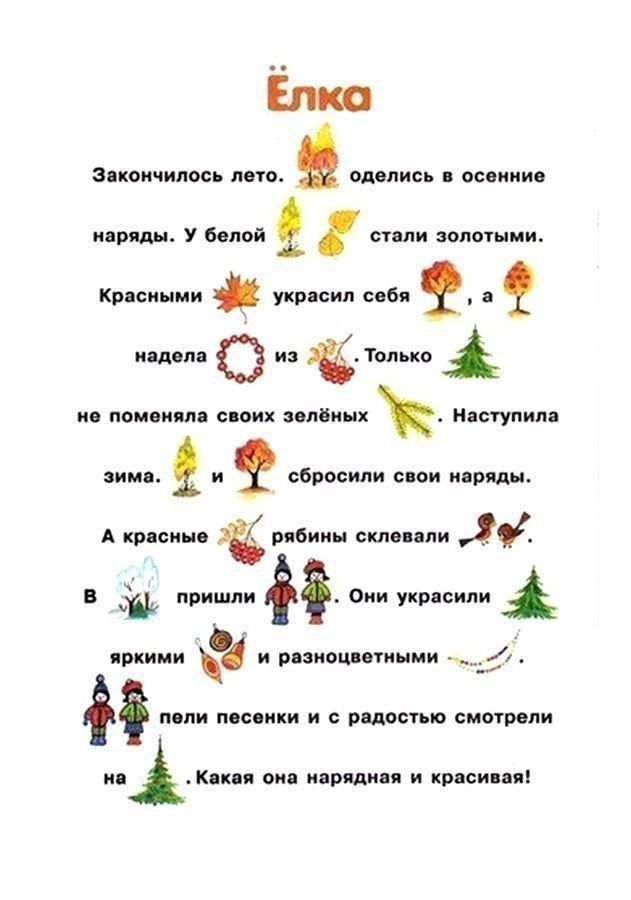 Ёлка
Закончилось лето. оделись в осенние
наряды. У белой стали золотыми.
Красными украсил себя , а
надела из . Только
не поменяла своих зелёных . Наступила
зима. и сбросили свои наряды.
А красные рябины склевали .
В пришли . Они украсили
яркими и разноцветными .
пели песенки и с радостью смотрели
на . Какая она нарядная и красивая!